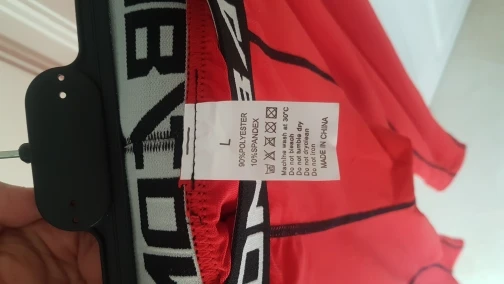 L
90%POLYESTER
10%SPANDEX
Machine wash at 30°C
Do not bleach
Do not tumble dry
Do not dryclean
Do not iron
MADE IN CHINA